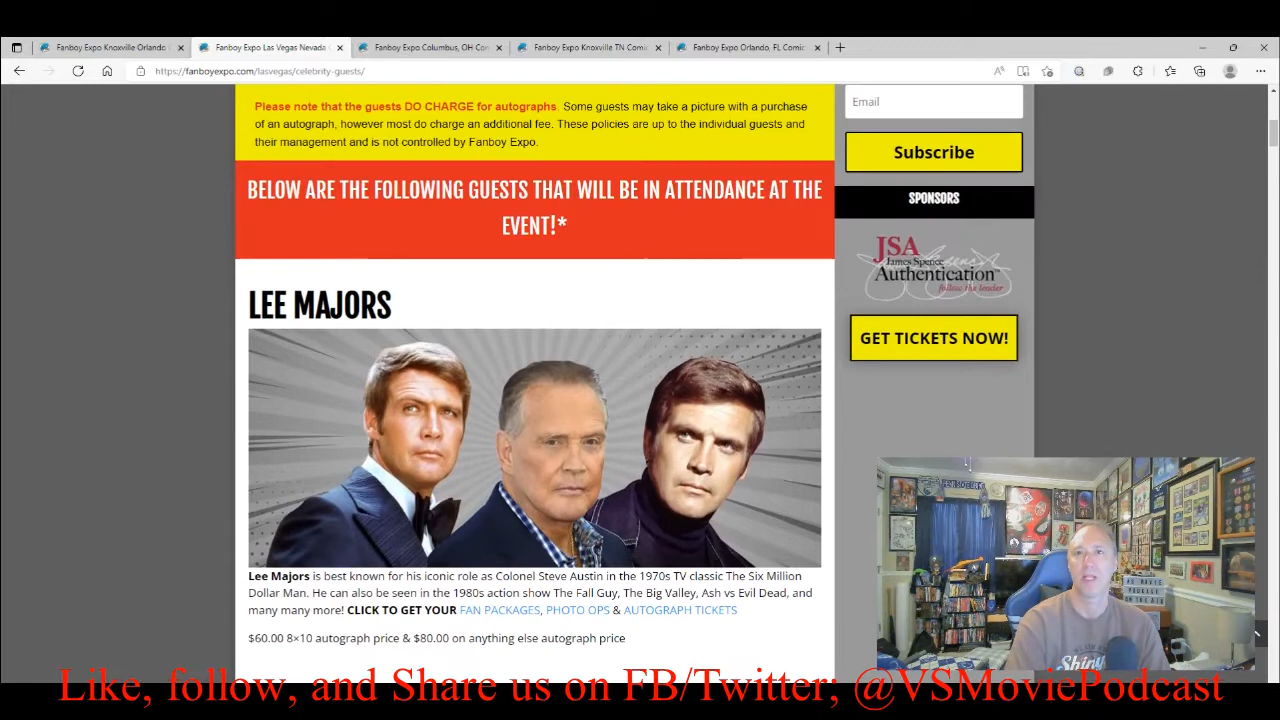 Fanboy Expo Knoxville Orlando
Fanboy Expo Las Vegas Nevada
Fanboy Expo Columbus, OH Con
Fanboy Expo Knoxville TN Comic
Fanboy Expo Orlando, FL Comic
https://fanboyexpo.com/lasvegas/celebrity-guests/
Please note that the guests DO CHARGE for autographs. Some guests may take a picture with a purchase
of an autograph, however most do charge an additional fee. These policies are up to the individual guests and
their management and is not controlled by Fanboy Expo.
BELOW ARE THE FOLLOWING GUESTS THAT WILL BE IN ATTENDANCE AT THE
EVENT!*
Email
Subscribe
SPONSORS
JSA
James Spence
Authentication
follow the leader
GET TICKETS NOW!
LEE MAJORS
Lee Majors is best known for his iconic role as Colonel Steve Austin in the 1970s TV classic The Six Million
Dollar Man. He can also be seen in the 1980s action show The Fall Guy, The Big Valley, Ash vs Evil Dead, and
many many more! CLICK TO GET YOUR FAN PACKAGES, PHOTO OPS & AUTOGRAPH TICKETS
$60.00 8×10 autograph price & $80.00 on anything else autograph price
Shiny
Like, follow, and Share us on FB/Twitter; @VSMoviePodcast